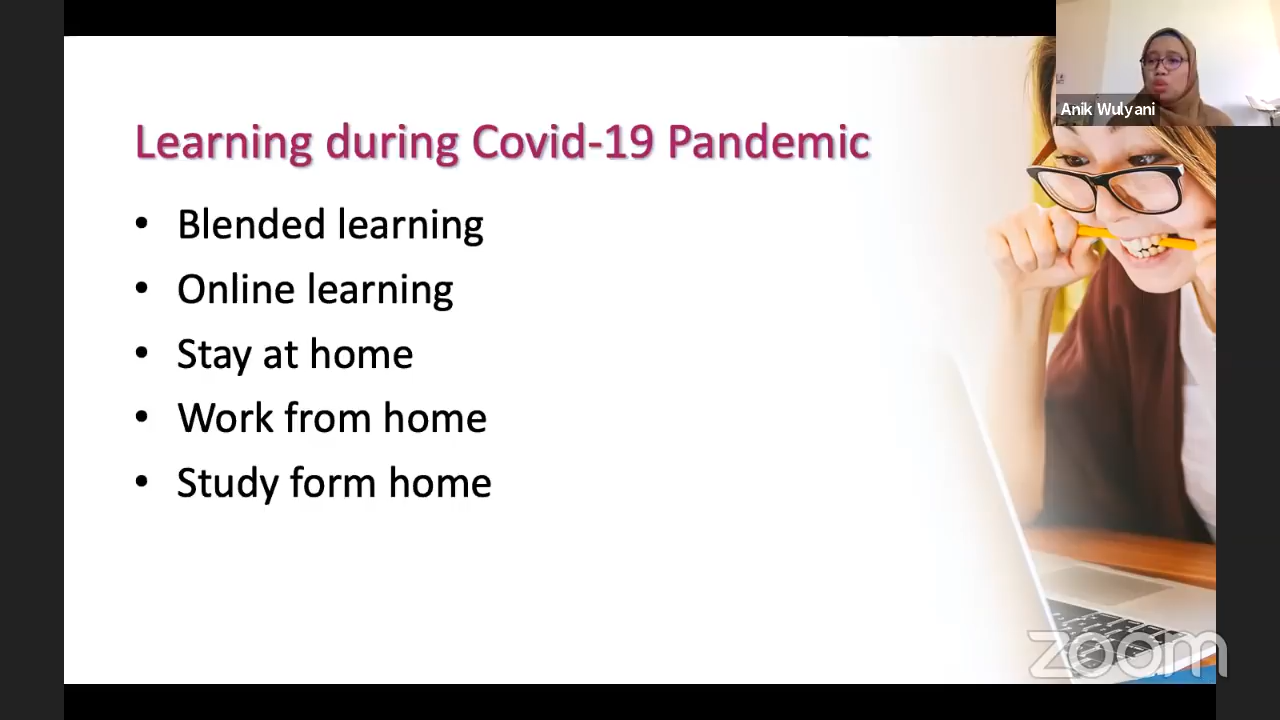 Anik Wulyani
Learning during Covid-19 Pandemic
• Blended learning
• Online learning
• Stay at home
• Work from home
• Study form home
zoom